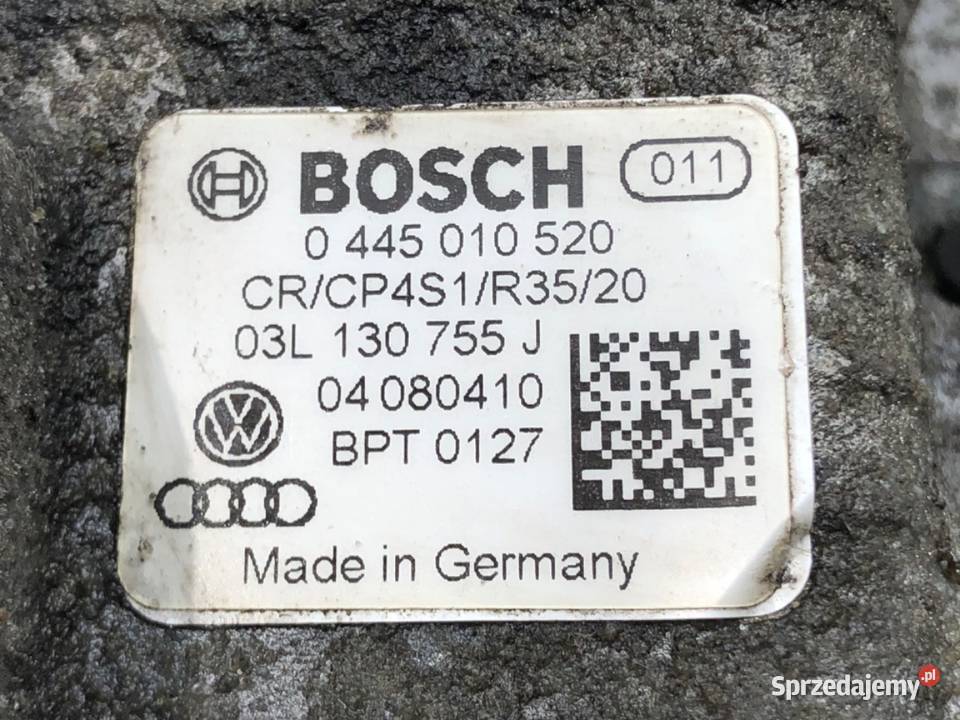 BOSCH 011
0 445 010 520
CR/CP4S1/R35/20
03L 130 755 J
04 080410
BPT 0127
Made in Germany
Sprzedajemy.pl